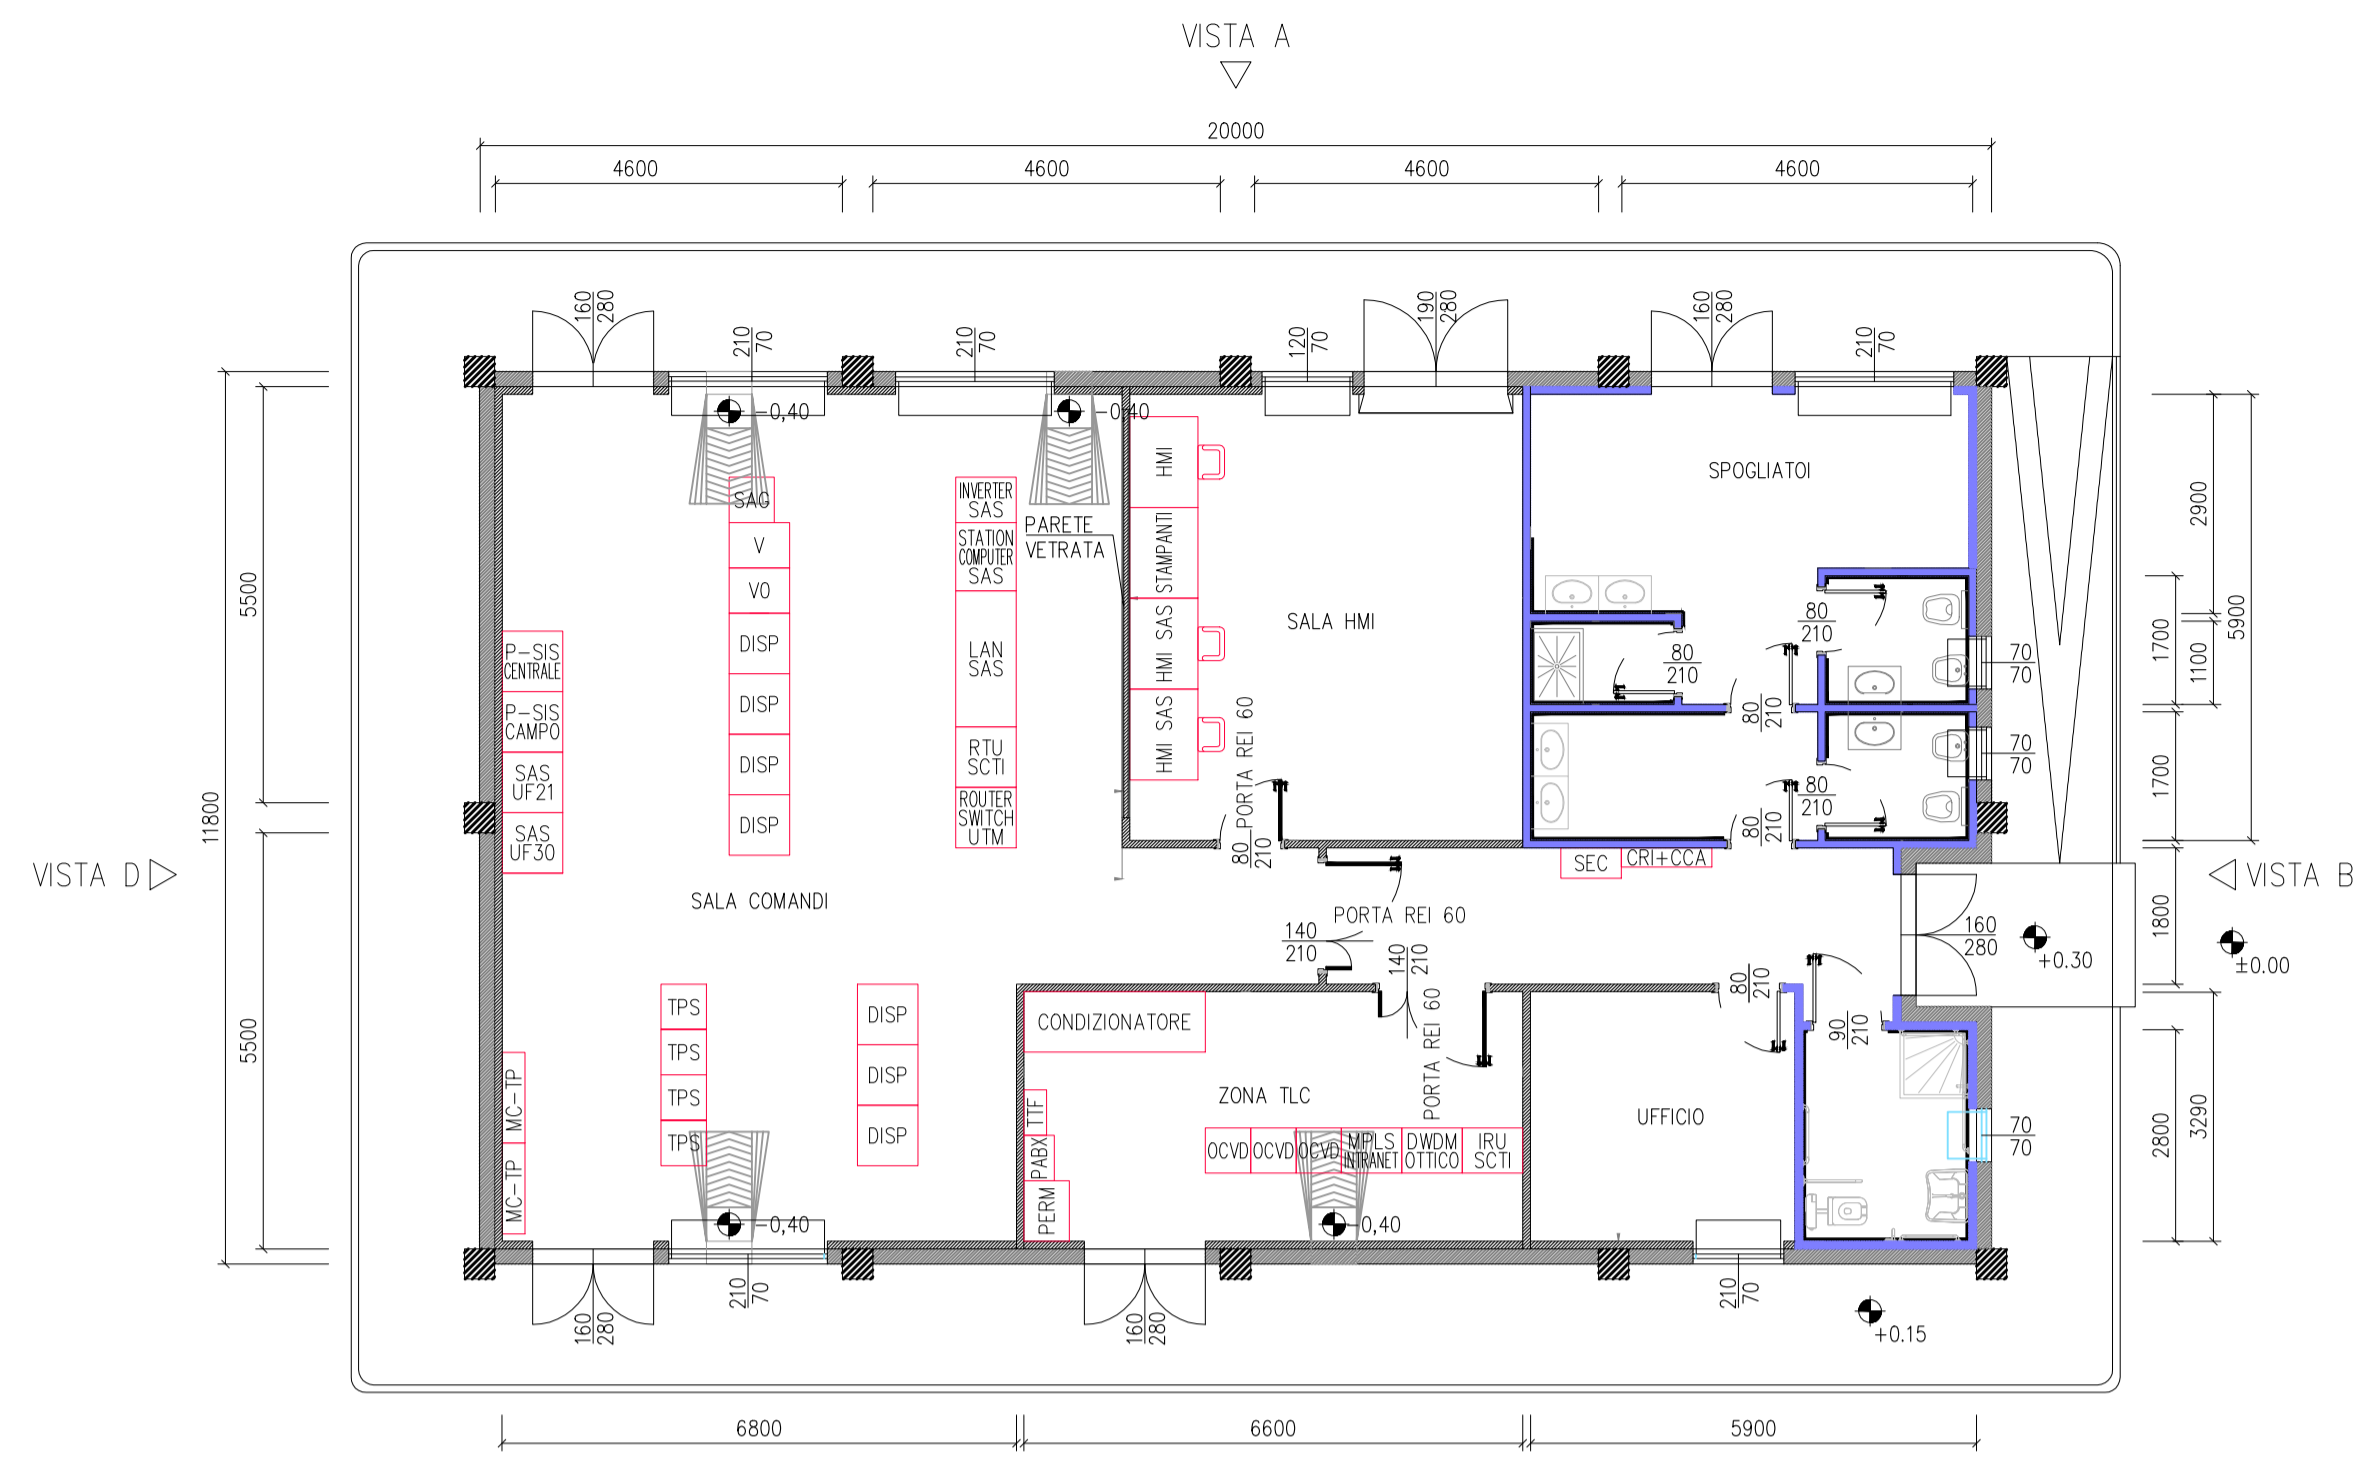 VISTA A
20000
4600
4600
4600
4600
160
280
210
70
210
70
120
70
190
280
160
280
210
70
-0,40
-0,40
SPOGLIATOI
HMI
SAG
INVERTER
SAS
PARETE
VETRATA
V
STATION
COMPUTER
SAS
STAMPANTI
VO
5500
2900
5900
1700
1100
80
210
SALA HMI
HMI SAS
P-SIS
CENTRALE
DISP
LAN
SAS
80
210
70
70
P-SIS
CAMPO
DISP
HMI SAS
PORTA REI 60
80
210
SAS
UF21
DISP
RTU
SCTI
70
70
1700
SAS
UF30
DISP
ROUTER
SWITCH
UTM
80
210
80
210
80
210
11800
VISTA D
SEC
CRI+CCA
VISTA B
SALA COMANDI
PORTA REI 60
140
210
140
210
160
280
+0.30
±0.00
1800
80
210
TPS
DISP
CONDIZIONATORE
PORTA REI 60
90
210
5500
TPS
DISP
MC-TP
TPS
TTF
ZONA TLC
UFFICIO
3290
2800
70
70
TPS
DISP
PABX
OCVD
OCVD
OCVD
MPLS
INTRANET
DWDM
OTTICO
IRU
SCTI
MC-TP
PERM
-0,40
-0,40
210
70
210
70
160
280
160
280
+0.15
6800
6600
5900